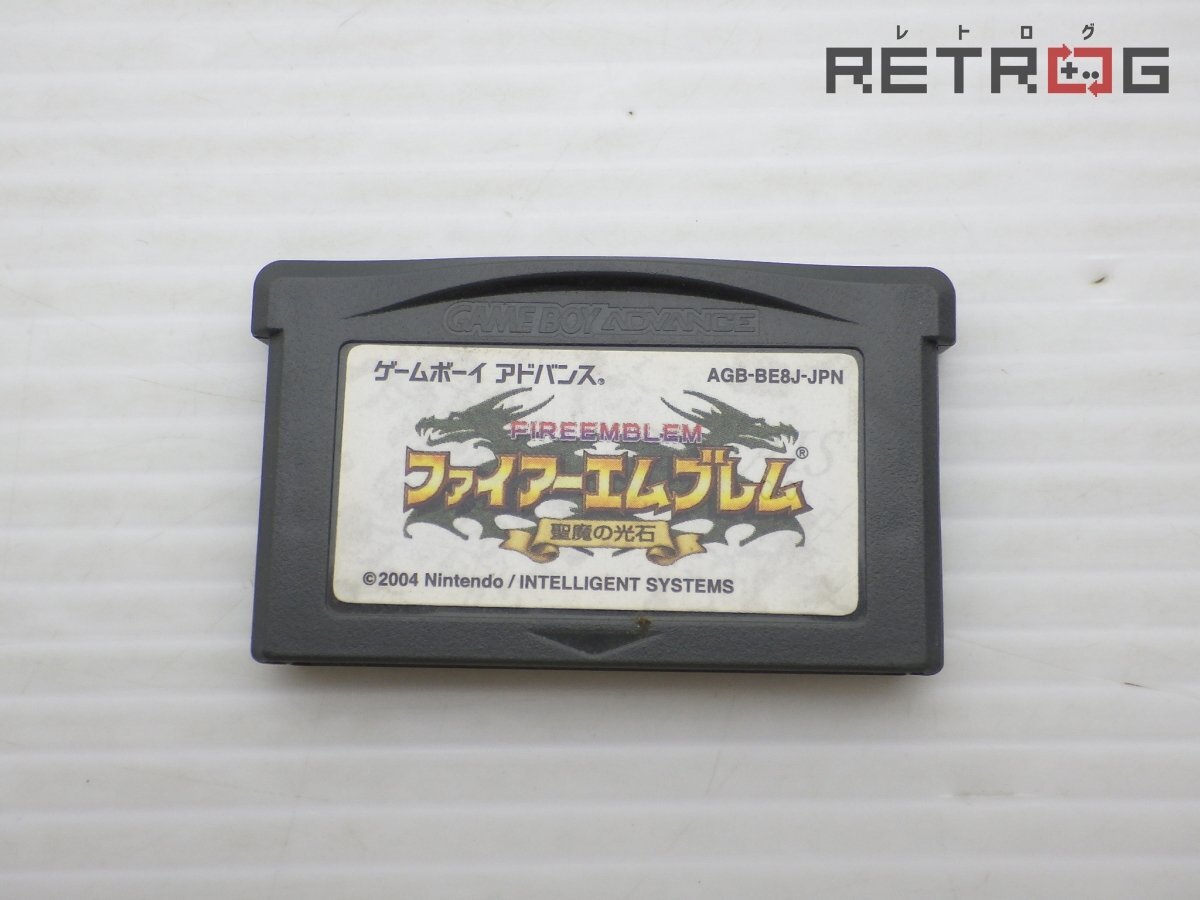 レトログ
RETROG
GAME BOY ADVANCE
ゲームボーイ アドバンス®
AGB-BE8J-JPN
FIREEMBLEM
ファイアーエムブレム®
聖魔の光石
©2004 Nintendo / INTELLIGENT SYSTEMS